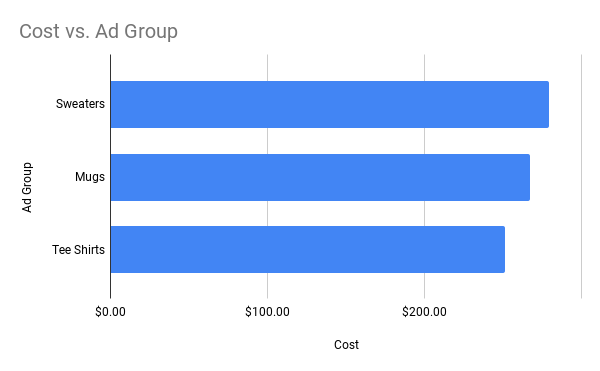 Cost vs. Ad Group
Ad Group
Sweaters
Mugs
Tee Shirts
$0.00
$100.00
$200.00
Cost